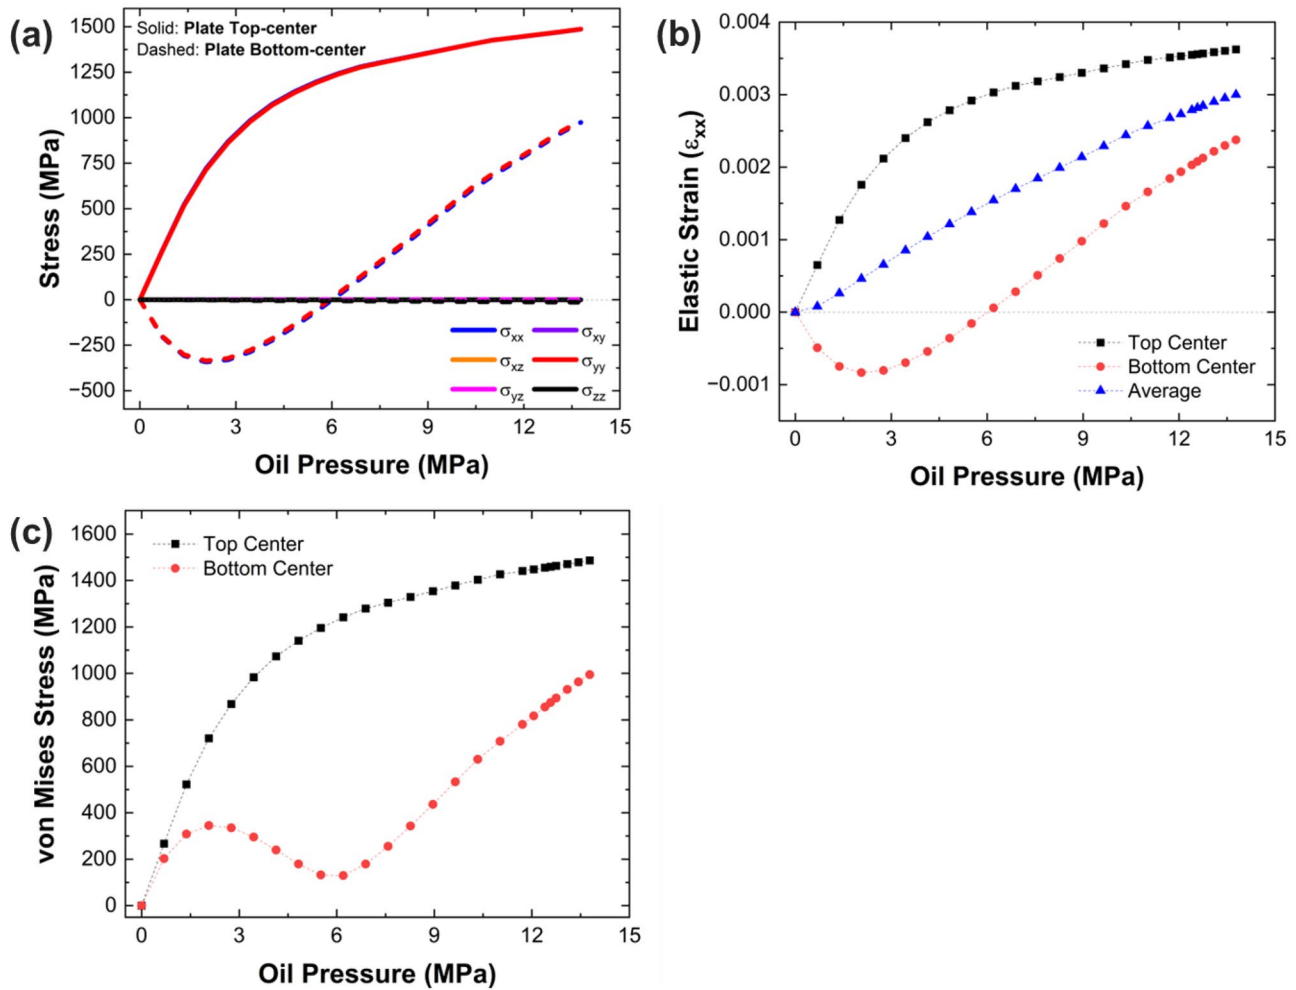 (a)
Solid: Plate Top-center
Dashed: Plate Bottom-center
1500
1250
1000
750
500
250
0
−250
−500
Stress (MPa)
σxx
σxy
σxz
σyy
σyz
σzz
0 3 6 9 12 15
Oil Pressure (MPa)
(b)
0.004
0.003
0.002
0.001
0.000
−0.001
Elastic Strain (εxx)
Top Center
Bottom Center
Average
0 3 6 9 12 15
Oil Pressure (MPa)
(c)
1600
1400
1200
1000
800
600
400
200
0
von Mises Stress (MPa)
Top Center
Bottom Center
0 3 6 9 12 15
Oil Pressure (MPa)